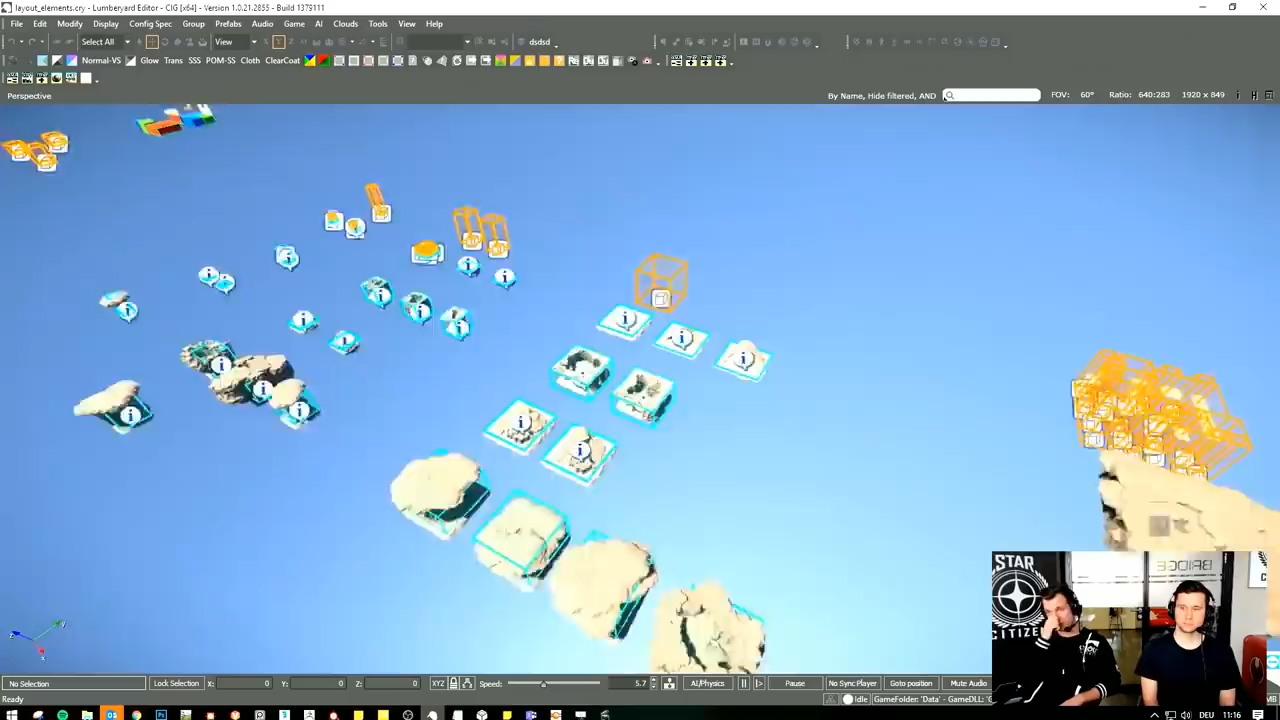 layout_elements.cry - Lumberyard Editor - CIG [x64] - Version 1.0.21.2855 - Build 1379111
File Edit Modify Display Config Spec Group Prefabs Audio Game AI Clouds Tools View Help
Select All View dsdsd
Normal-VS Glow Trans SSS POM-SS Cloth ClearCoat
Perspective By Name, Hide filtered, AND FOV: 60° Ratio: 640:283 1920 x 849
STAR
CITIZE
BRIDGE
No Selection Lock Selection X: 0 Y: 0 Z: 0 XYZ Speed: 5.7 AI/Physics Pause No Sync Player Goto position Mute Audio
Ready Idle GameFolder: 'Data' - GameDLL:
DEU 11:16